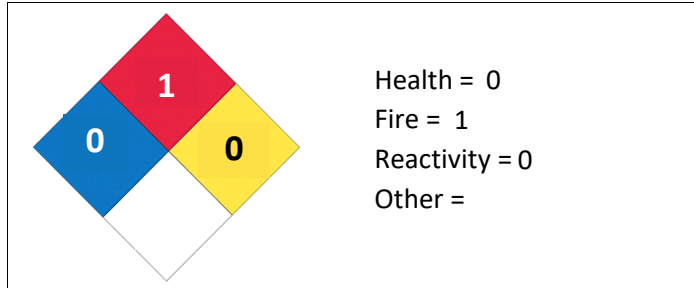 1
0
0
Health = 0
Fire = 1
Reactivity = 0
Other =